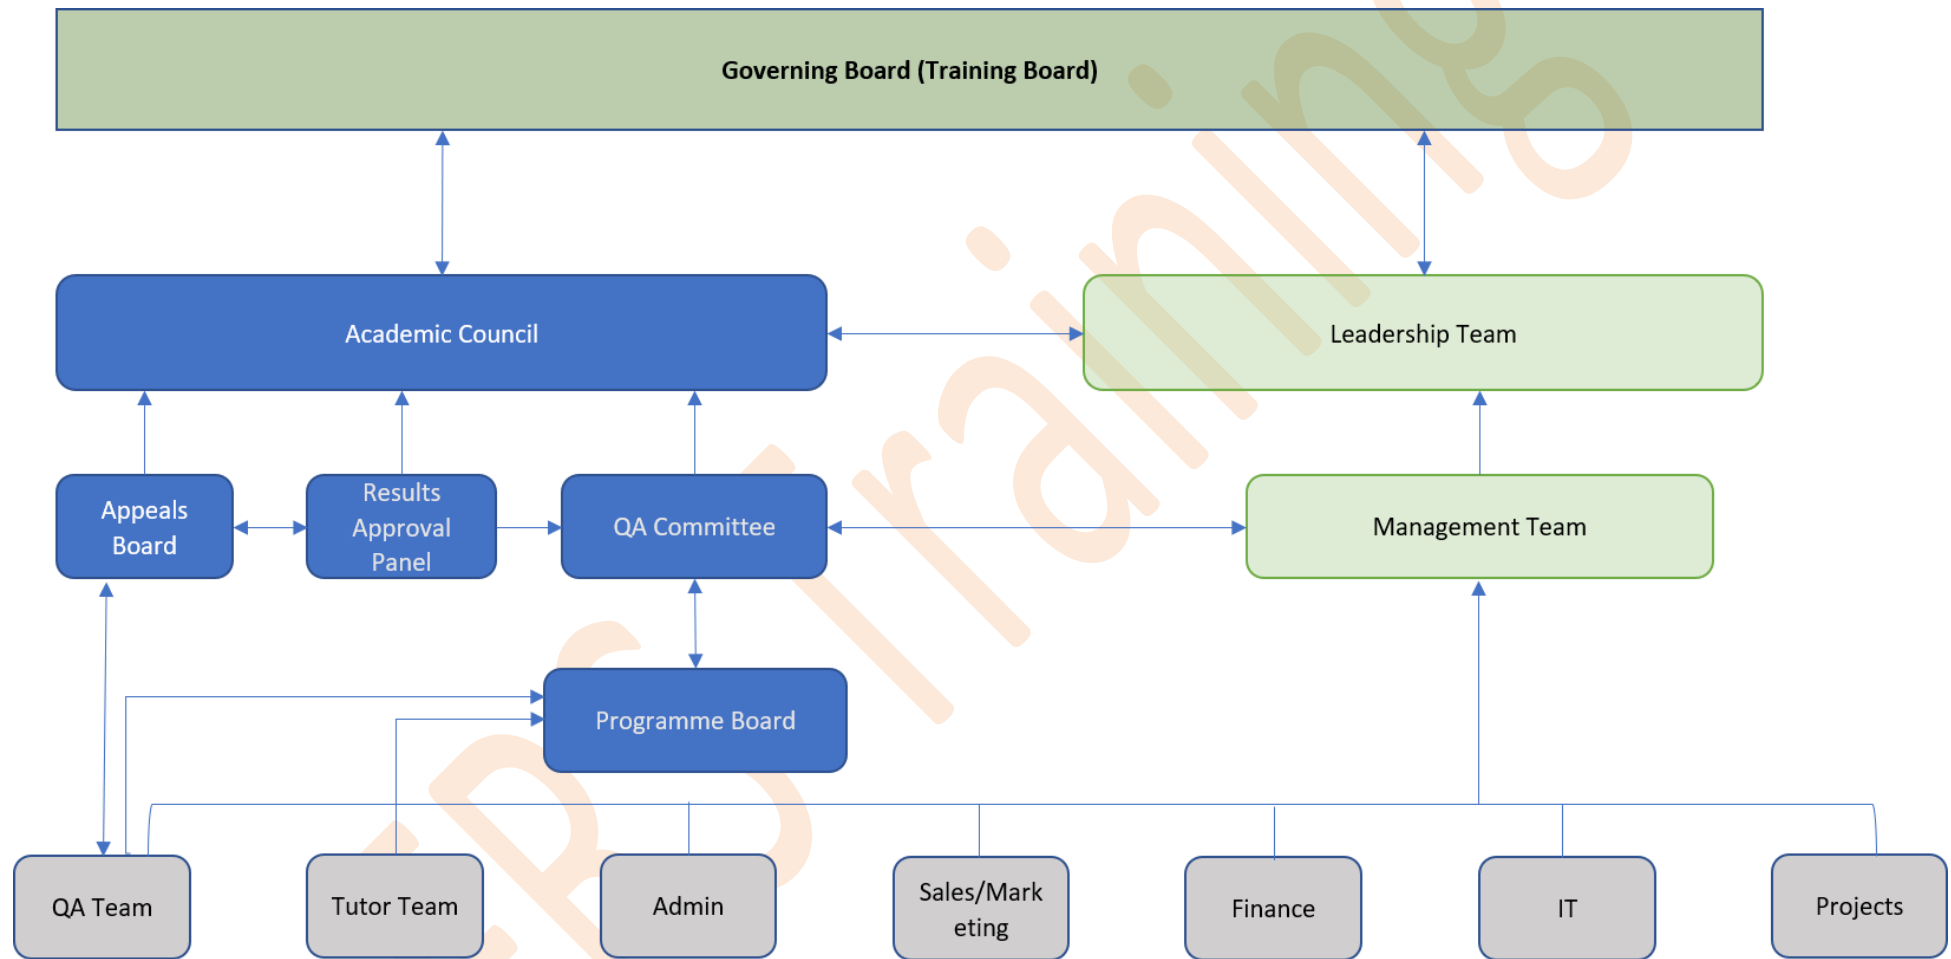 Governing Board (Training Board)
Academic Council
Leadership Team
Appeals
Board
Results
Approval
Panel
QA Committee
Management Team
Programme Board
QA Team
Tutor Team
Admin
Sales/Mark
eting
Finance
IT
Projects
Training